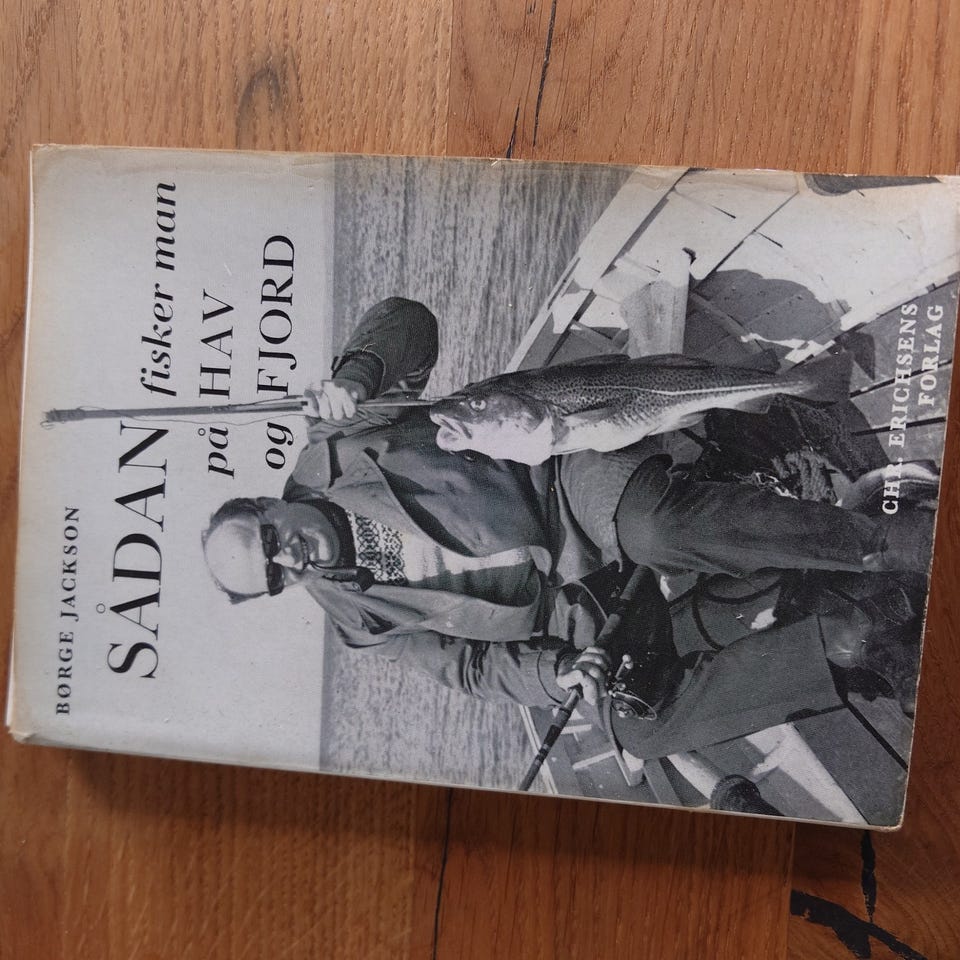 BØRGE JACKSON
SÅDAN fisker man
på HAV
og FJORD
CHR. ERICHSENS
FORLAG